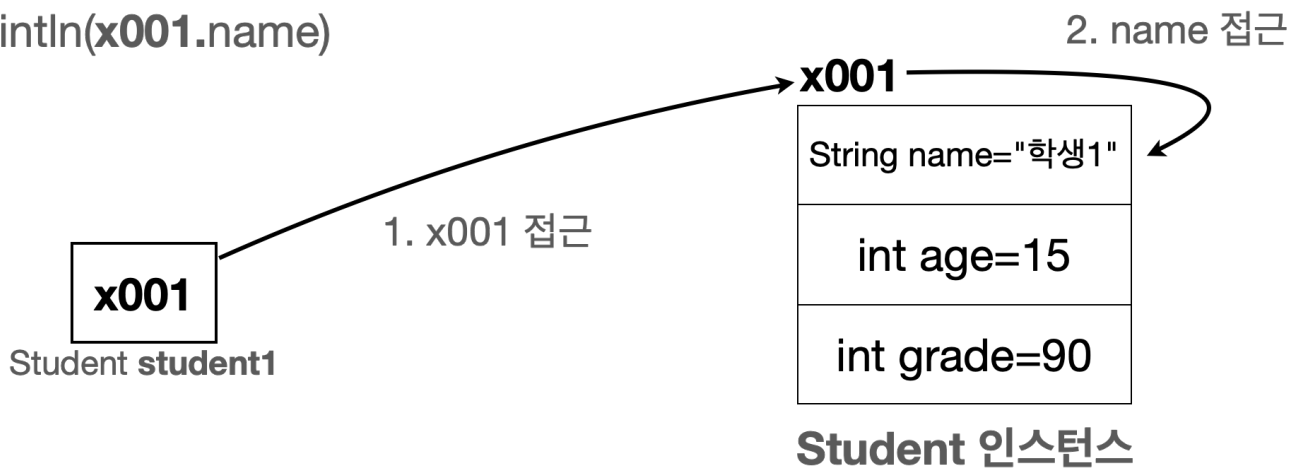 intln(x001.name)
2. name 접근
x001
String name="학생1"
1. x001 접근
int age=15
x001
int grade=90
Student student1
Student 인스턴스